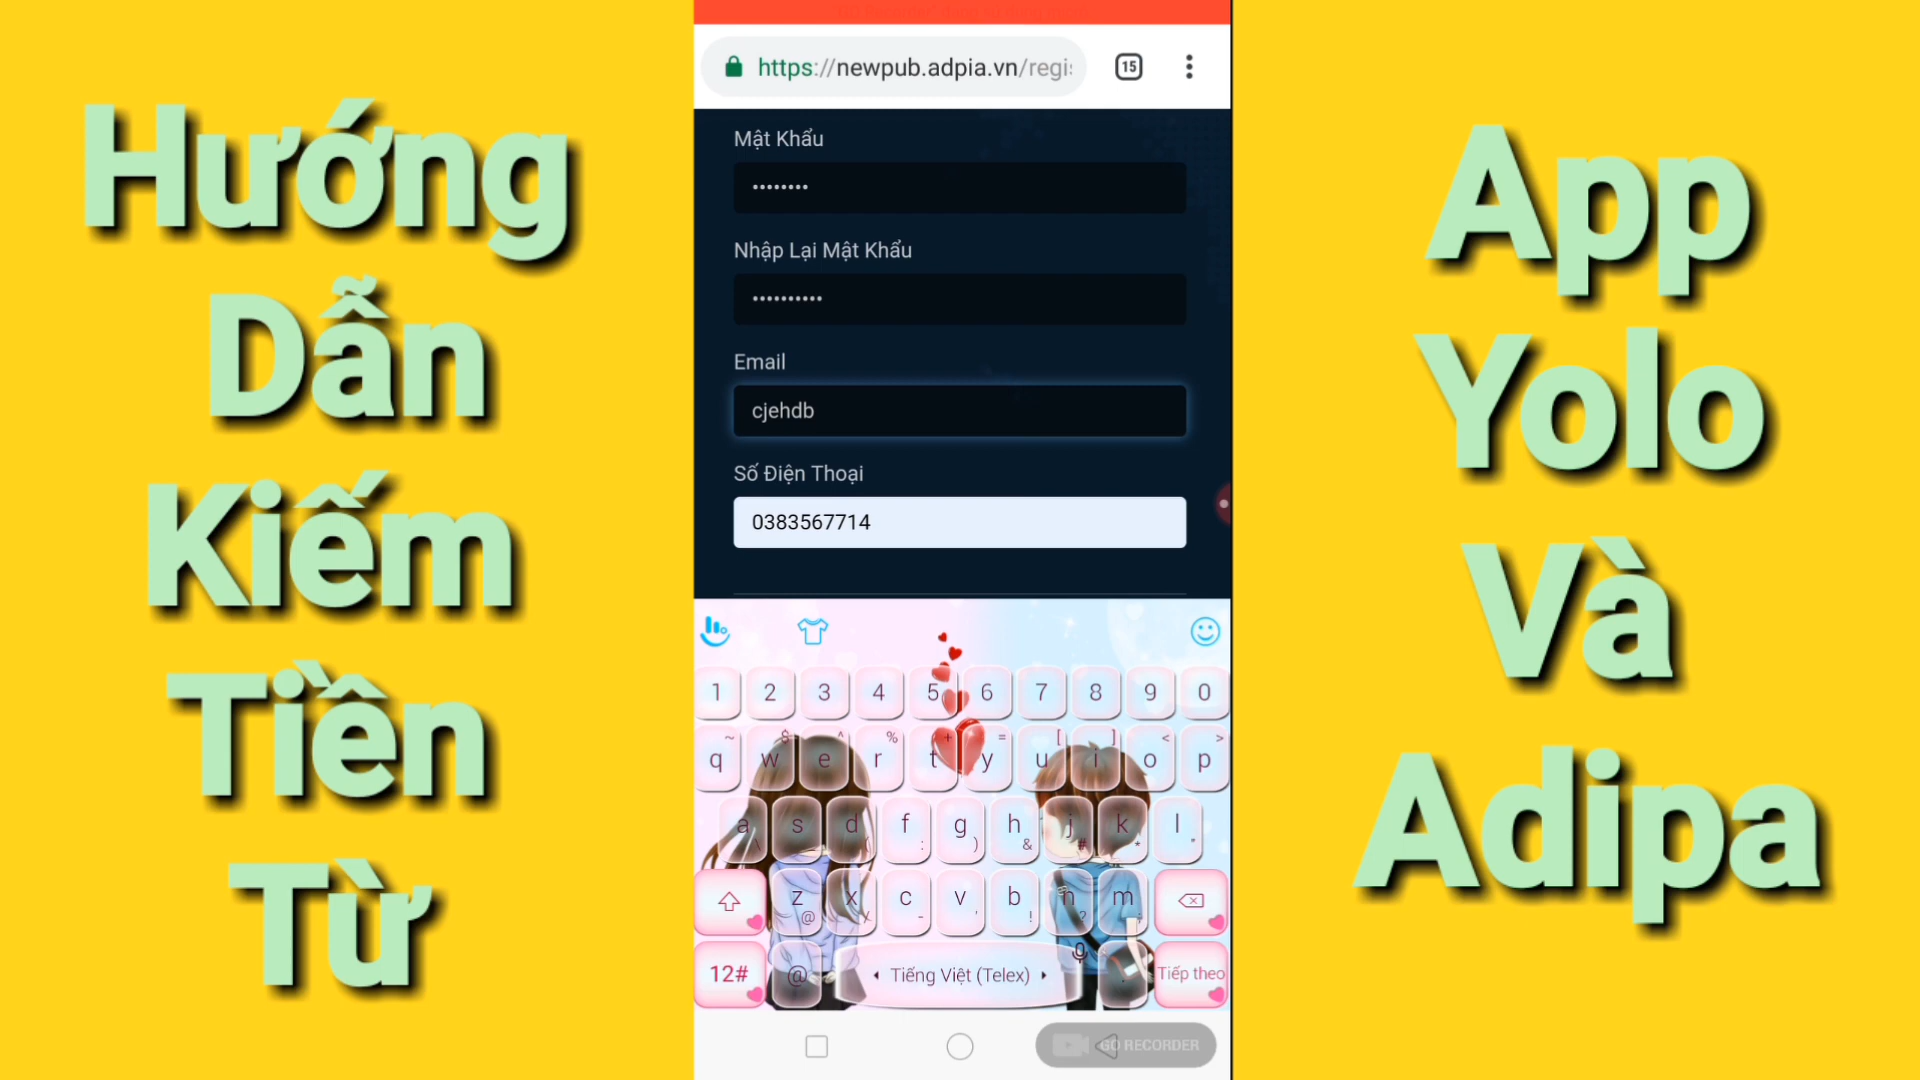 Hướng
Dẫn
Kiếm
Tiền
Từ
https://newpub.adpia.vn/regi
15
Mật Khẩu
••••••••
Nhập Lại Mật Khẩu
••••••••••
Email
cjehdb
Số Điện Thoại
0383567714
1 2 3 4 5 6 7 8 9 0
~ $ ^ % + = [ ] < >
q w e r t y u i o p
a s d f g h j k l
\ ( : ) & # * "
z x c v b n m
@ / - ' ! ? ;
12# @ Tiếng Việt (Telex) . Tiếp theo
GO RECORDER
App
Yolo
Và
Adipa